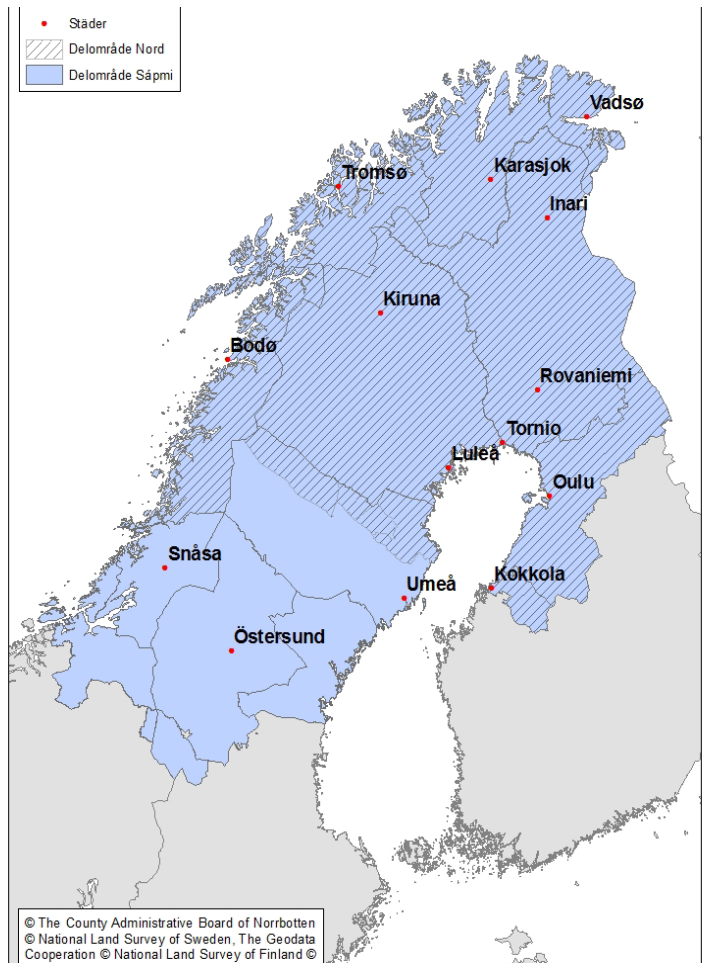 Städer
Delområde Nord
Delområde Sápmi
Vadsø
Karasjok
Tromsø
Inari
Kiruna
Bodø
Rovaniemi
Tornio
Luleå
Oulu
Snåsa
Kokkola
Umeå
Östersund
© The County Administrative Board of Norrbotten
© National Land Survey of Sweden, The Geodata
Cooperation © National Land Survey of Finland ©